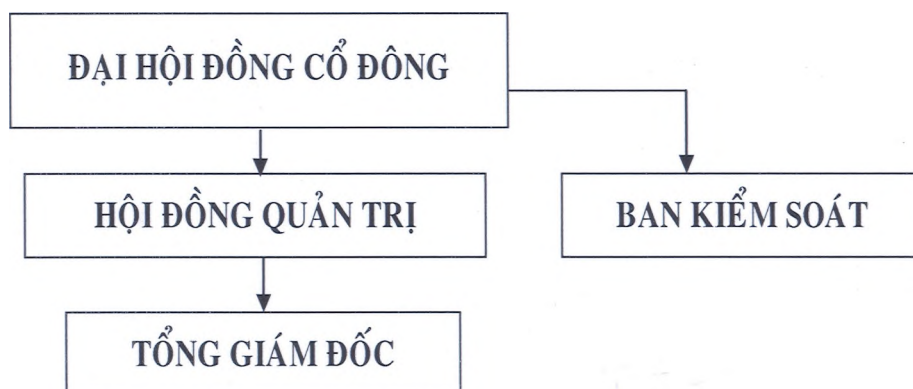 ĐẠI HỘI ĐỒNG CỔ ĐÔNG
HỘI ĐỒNG QUẢN TRỊ
BAN KIỂM SOÁT
TỔNG GIÁM ĐỐC